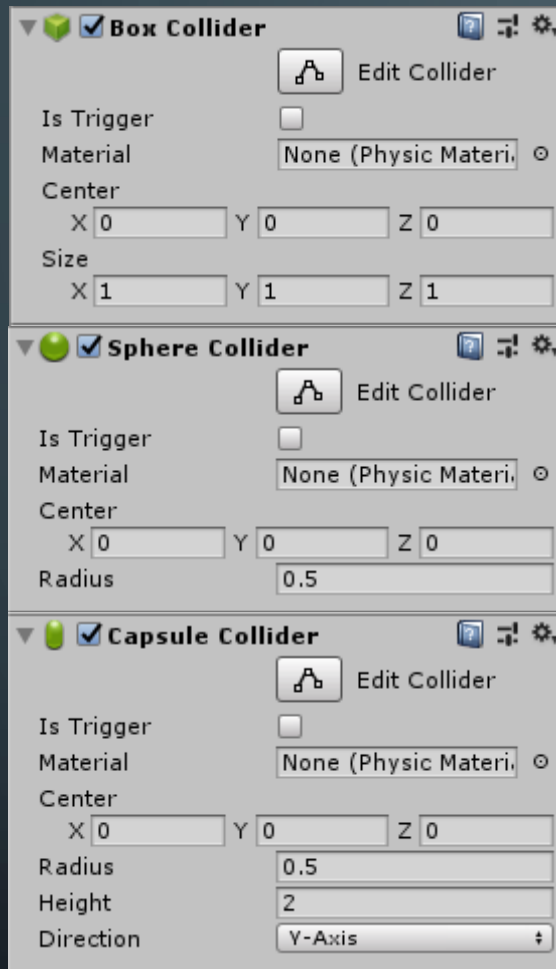 Box Collider
Edit Collider
Is Trigger
Material None (Physic Materi
Center
X 0 Y 0 Z 0
Size
X 1 Y 1 Z 1
Sphere Collider
Edit Collider
Is Trigger
Material None (Physic Materi
Center
X 0 Y 0 Z 0
Radius 0.5
Capsule Collider
Edit Collider
Is Trigger
Material None (Physic Materi
Center
X 0 Y 0 Z 0
Radius 0.5
Height 2
Direction Y-Axis